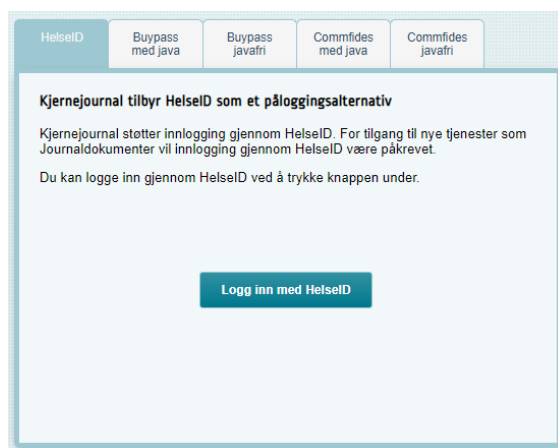 HelseID
Buypass
med java
Buypass
javafri
Commfides
med java
Commfides
javafri
Kjernejournal tilbyr HelseID som et påloggingsalternativ
Kjernejournal støtter innlogging gjennom HelseID. For tilgang til nye tjenester som
Journaldokumenter vil innlogging gjennom HelseID være påkrevet.
Du kan logge inn gjennom HelseID ved å trykke knappen under.
Logg inn med HelseID